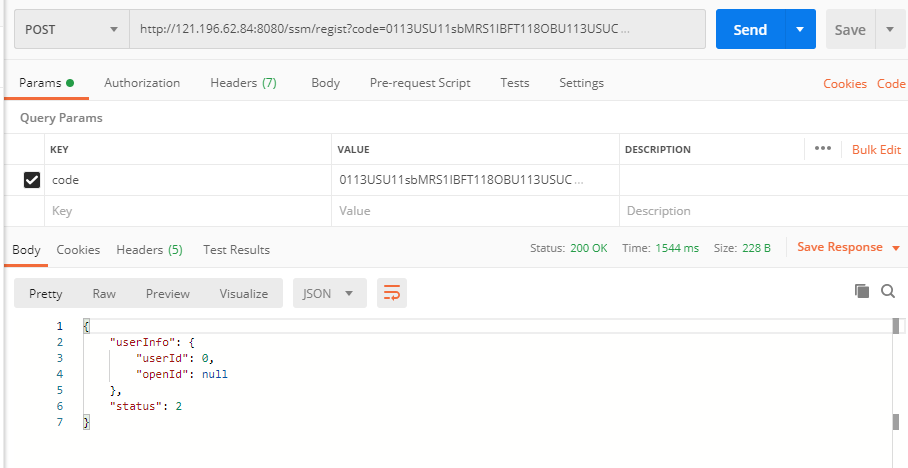 POST http://121.196.62.84:8080/ssm/regist?code=0113USU11sbMRS1IBFT118OBU113USUC ... Send Save
Params Authorization Headers (7) Body Pre-request Script Tests Settings Cookies Code
Query Params
KEY VALUE DESCRIPTION ••• Bulk Edit
code 0113USU11sbMRS1IBFT118OBU113USUC ...
Key Value Description
Body Cookies Headers (5) Test Results Status: 200 OK Time: 1544 ms Size: 228 B Save Response
Pretty Raw Preview Visualize JSON
1 {
2 "userInfo": {
3 "userId": 0,
4 "openId": null
5 },
6 "status": 2
7 }